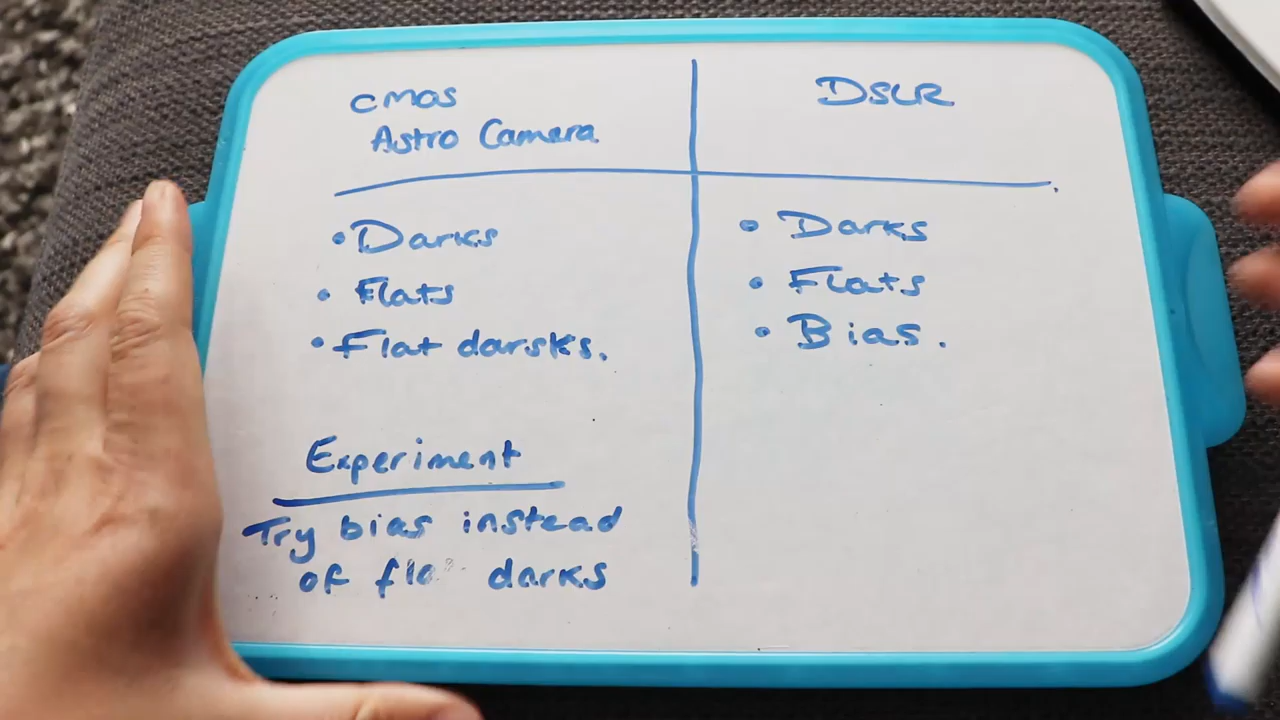 cmos
Astro Camera
• Darks
• Flats
• Flat darsks.
Experiment
Try bias instead
of darks
DSLR
• Darks
• Flats
• Bias.